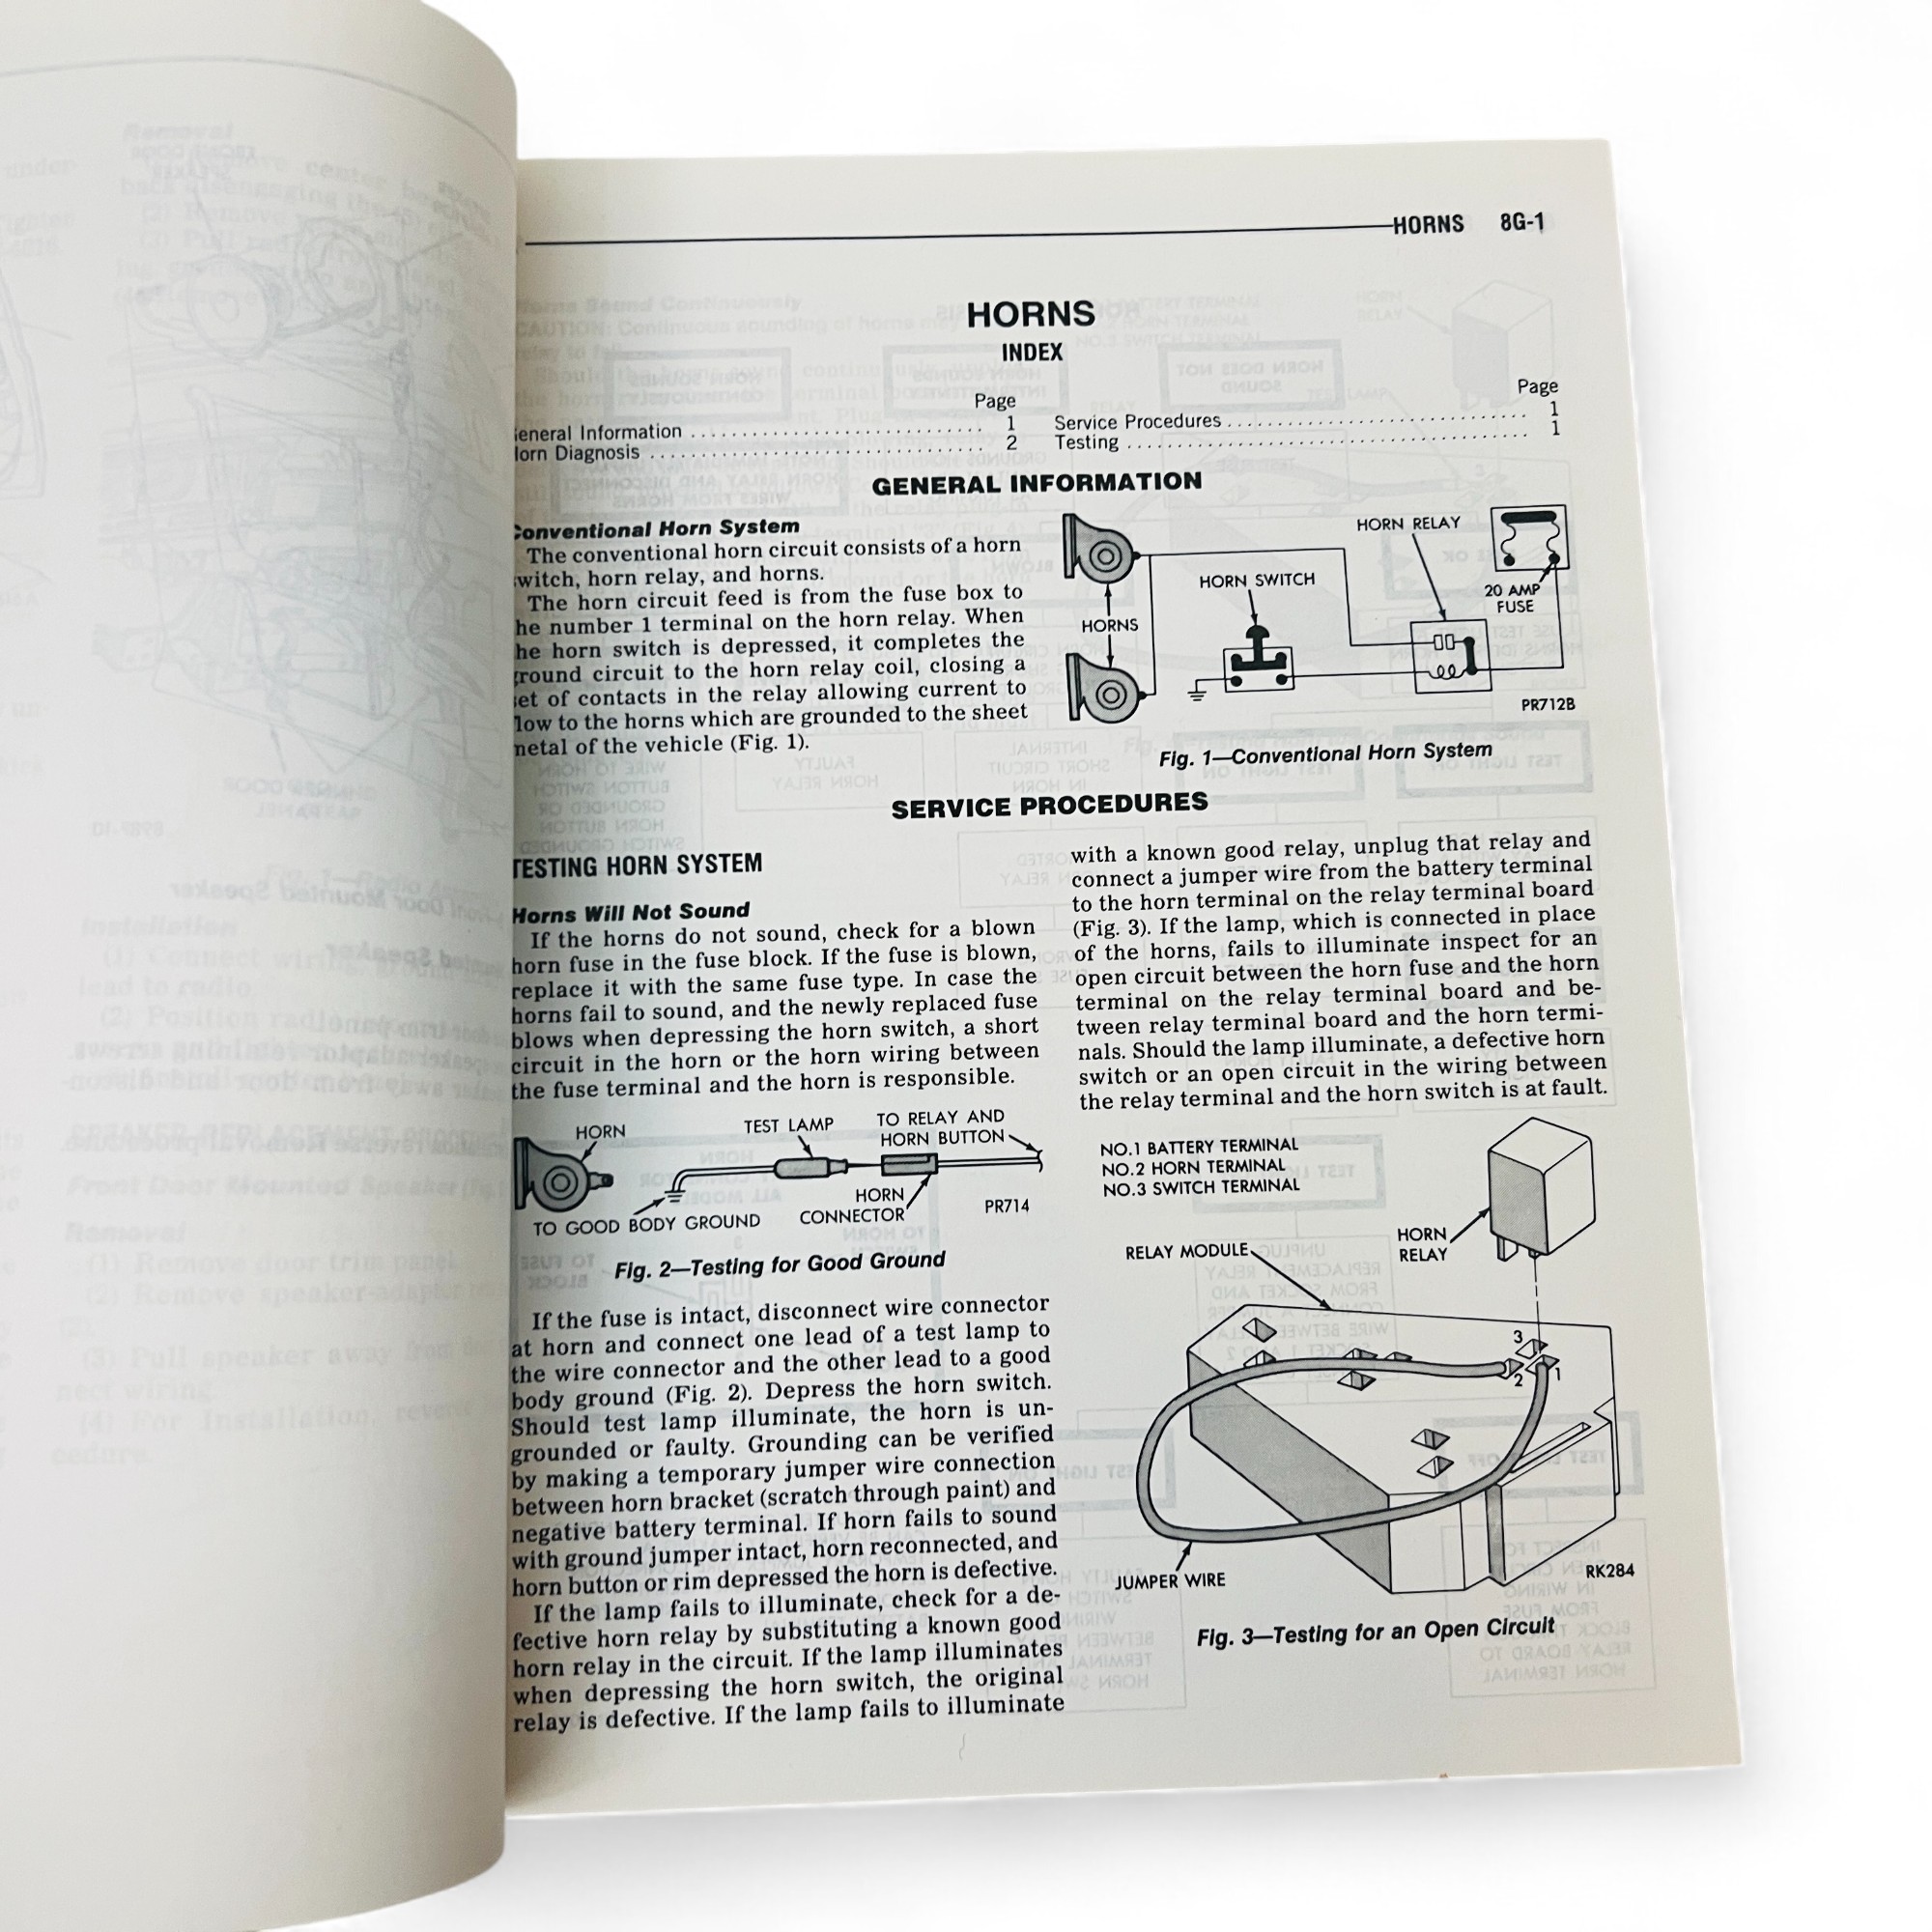 HORNS 8G-1
HORNS
INDEX
Page
eneral Information 1
orn Diagnosis 2
Page
Service Procedures 1
Testing 1
GENERAL INFORMATION
onventional Horn System
The conventional horn circuit consists of a horn
witch, horn relay, and horns.
The horn circuit feed is from the fuse box to
he number 1 terminal on the horn relay. When
he horn switch is depressed, it completes the
round circuit to the horn relay coil, closing a
et of contacts in the relay allowing current to
low to the horns which are grounded to the sheet
metal of the vehicle (Fig. 1).
HORN RELAY
HORN SWITCH
20 AMP
FUSE
HORNS
PR712B
Fig. 1—Conventional Horn System
SERVICE PROCEDURES
TESTING HORN SYSTEM
Horns Will Not Sound
If the horns do not sound, check for a blown
horn fuse in the fuse block. If the fuse is blown,
replace it with the same fuse type. In case the
horns fail to sound, and the newly replaced fuse
blows when depressing the horn switch, a short
circuit in the horn or the horn wiring between
the fuse terminal and the horn is responsible.
HORN
TEST LAMP
TO RELAY AND
HORN BUTTON
HORN
CONNECTOR
TO GOOD BODY GROUND
PR714
Fig. 2—Testing for Good Ground
If the fuse is intact, disconnect wire connector
at horn and connect one lead of a test lamp to
the wire connector and the other lead to a good
body ground (Fig. 2). Depress the horn switch.
Should test lamp illuminate, the horn is un-
grounded or faulty. Grounding can be verified
by making a temporary jumper wire connection
between horn bracket (scratch through paint) and
negative battery terminal. If horn fails to sound
with ground jumper intact, horn reconnected, and
horn button or rim depressed the horn is defective.
If the lamp fails to illuminate, check for a de-
fective horn relay by substituting a known good
horn relay in the circuit. If the lamp illuminates
when depressing the horn switch, the original
relay is defective. If the lamp fails to illuminate
with a known good relay, unplug that relay and
connect a jumper wire from the battery terminal
to the horn terminal on the relay terminal board
(Fig. 3). If the lamp, which is connected in place
of the horns, fails to illuminate inspect for an
open circuit between the horn fuse and the horn
terminal on the relay terminal board and be-
tween relay terminal board and the horn termi-
nals. Should the lamp illuminate, a defective horn
switch or an open circuit in the wiring between
the relay terminal and the horn switch is at fault.
NO.1 BATTERY TERMINAL
NO.2 HORN TERMINAL
NO.3 SWITCH TERMINAL
HORN
RELAY
RELAY MODULE
3
2
1
JUMPER WIRE
RK284
Fig. 3—Testing for an Open Circuit